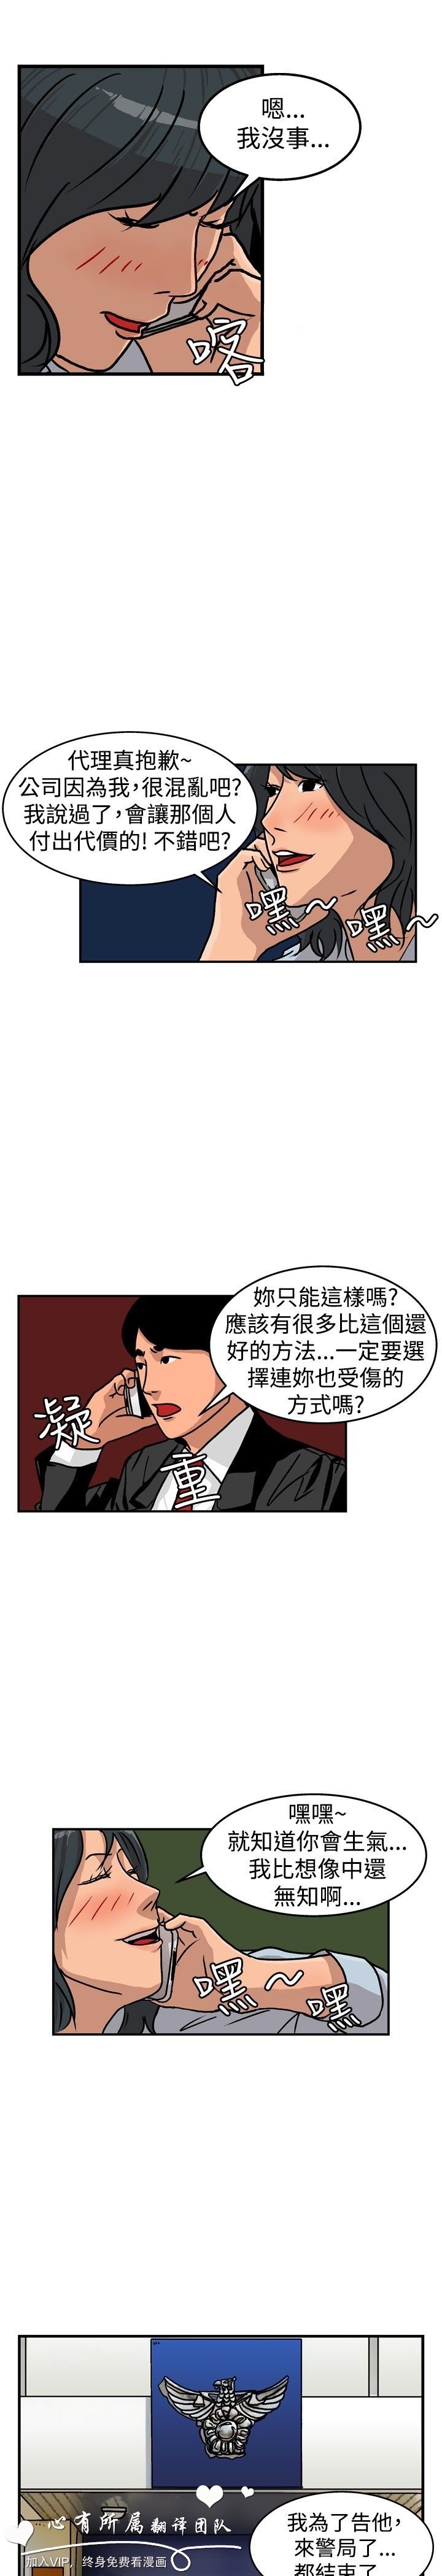 嗯...
我沒事...
喀
代理真抱歉~
公司因為我,很混亂吧?
我說過了,會讓那個人
付出代價的! 不錯吧?
嘿~
嘿~
妳只能這樣嗎?
應該有很多比這個還
好的方法...一定要選
擇連妳也受傷的
方式嗎?
凝
重
嘿嘿~
就知道你會生氣...
我比想像中還
無知啊...
嘿~
嘿
我為了告他,
來警局了...
都結束了
心有所属翻译团队
加入VIP，终身免费看漫画